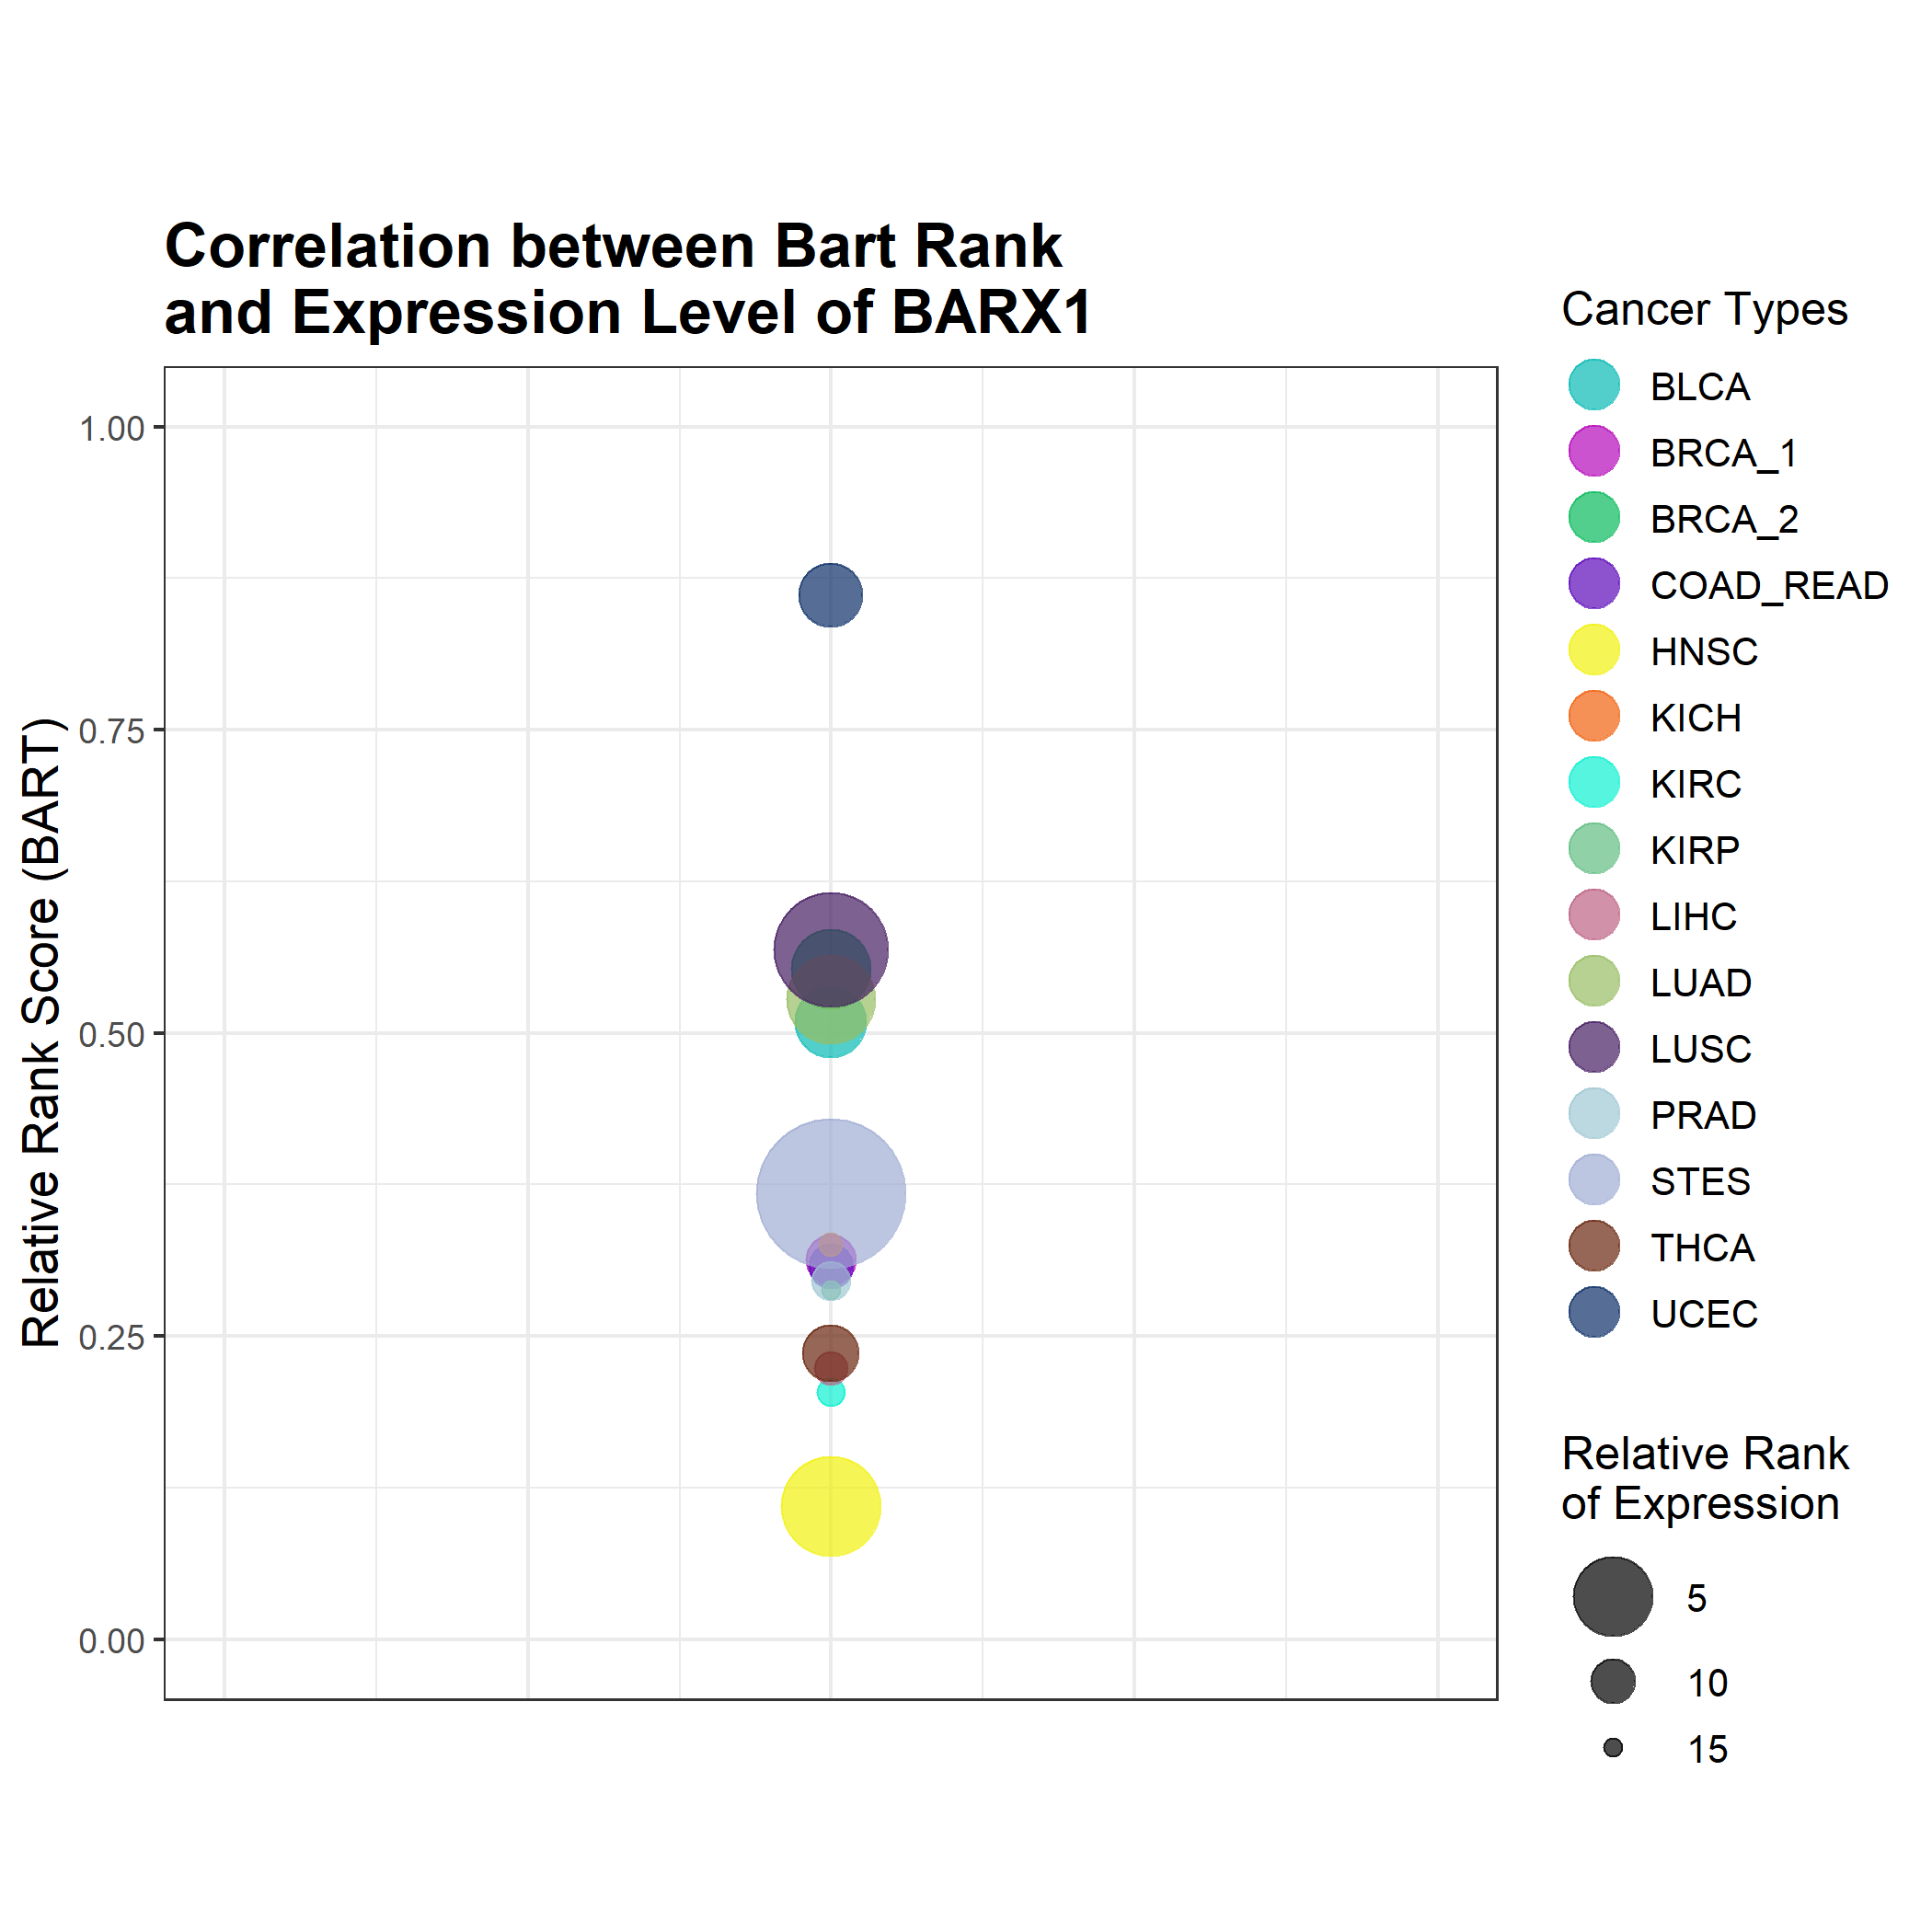 Correlation between Bart Rank
and Expression Level of BARX1
Relative Rank Score (BART)
1.00
0.75
0.50
0.25
0.00
Cancer Types
BLCA
BRCA_1
BRCA_2
COAD_READ
HNSC
KICH
KIRC
KIRP
LIHC
LUAD
LUSC
PRAD
STES
THCA
UCEC
Relative Rank
of Expression
5
10
15